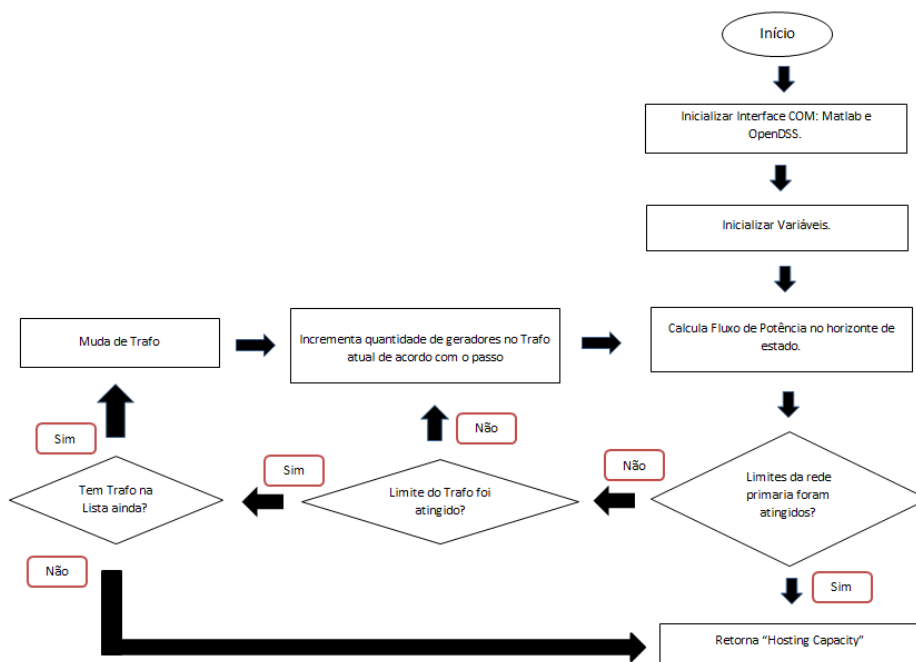 Início
Inicializar Interface COM: Matlab e
OpenDSS.
Inicializar Variáveis.
Muda de Trafo
Incrementa quantidade de geradores no Trafo
atual de acordo com o passo
Calcula Fluxo de Potência no horizonte de
estado.
Sim
Não
Tem Trafo na
Lista ainda?
Sim
Limite do Trafo foi
atingido?
Não
Limites da rede
primaria foram
atingidos?
Não
Sim
Retorna “Hosting Capacity”